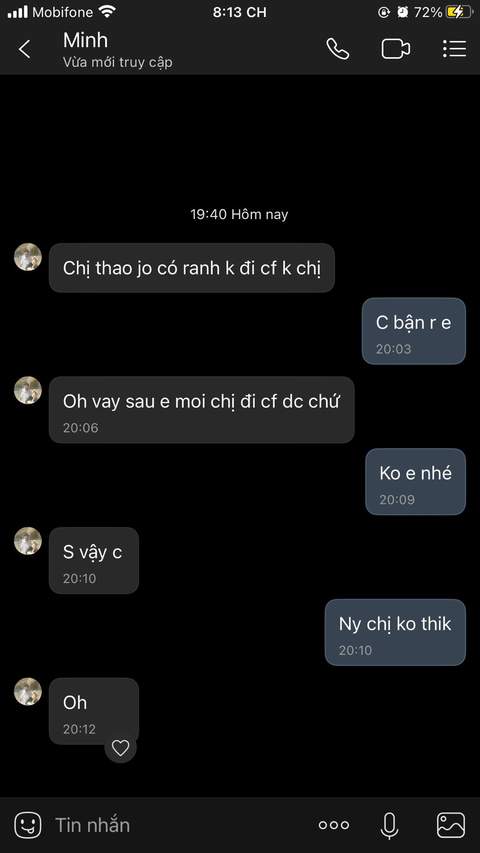 Mobifone 8:13 CH 72%
Minh
Vừa mới truy cập
19:40 Hôm nay
Chị thao jo có ranh k đi cf k chị
C bận r e
20:03
Oh vay sau e moi chị đi cf dc chứ
20:06
Ko e nhé
20:09
S vậy c
20:10
Ny chị ko thik
20:10
Oh
20:12
Tin nhắn